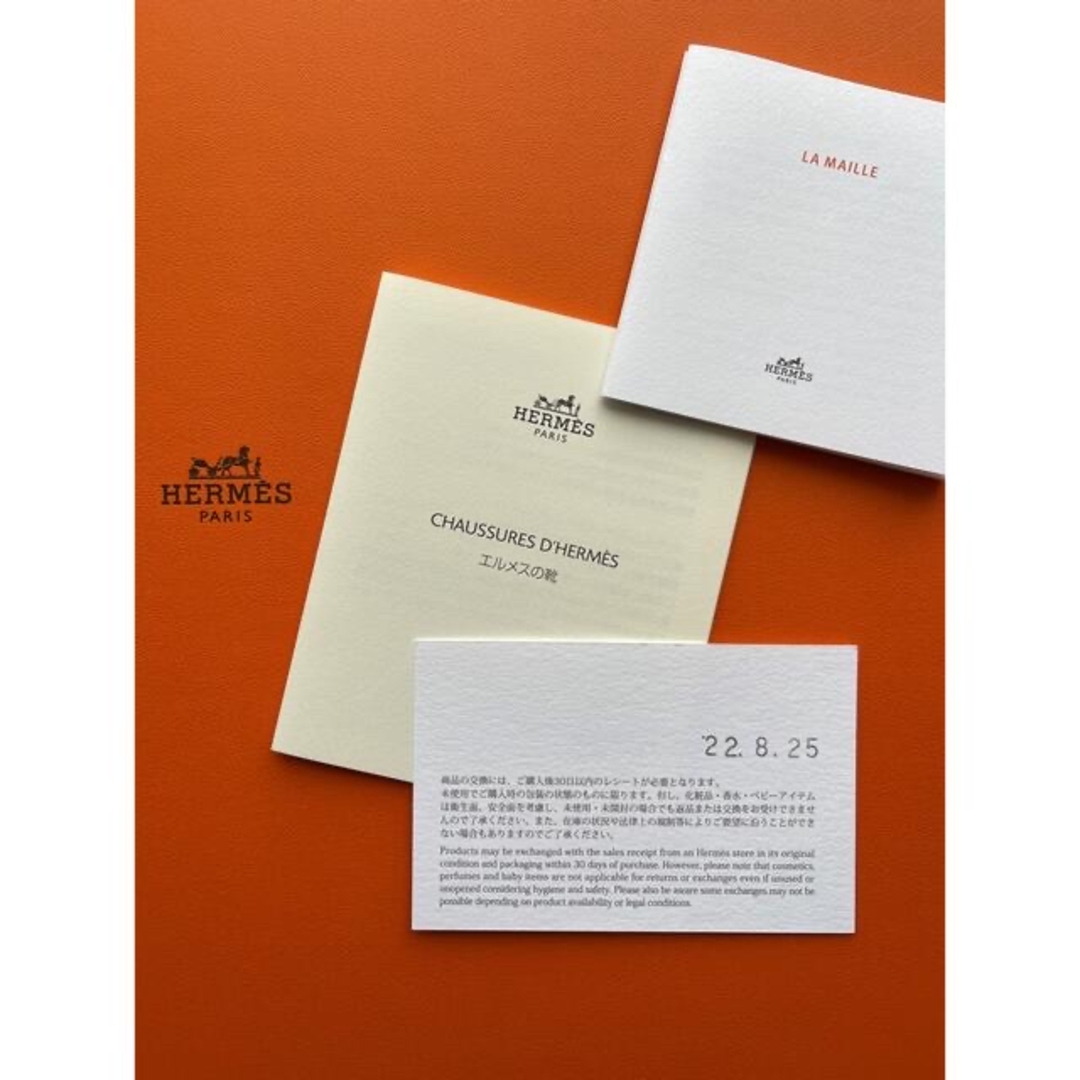 LA MAILLE
HERMÈS
PARIS
HERMÈS
PARIS
CHAUSSURES D'HERMÈS
エルメスの靴
HERMÈS
PARIS
'22. 8. 25
商品の交換には、ご購入後30日以内のレシートが必要となります。
未使用でご購入時の包装の状態のものに限ります。但し、化粧品・香水・ベビーアイテム
は衛生面、安全面を考慮し、未使用・未開封の場合でも返品または交換をお受けできませ
んので了承ください。また、在庫の状況や法律上の規制等によりご要望に沿うことができ
ない場合もありますのでご了承ください。
Products may be exchanged with the sales receipt from an Hermès store in its original
condition and packaging within 30 days of purchase. However, please note that cosmetics,
perfumes and baby items are not applicable for returns or exchanges even if unused or
unopened considering hygiene and safety. Please also be aware some exchanges may not be
possible depending on product availability or legal conditions.